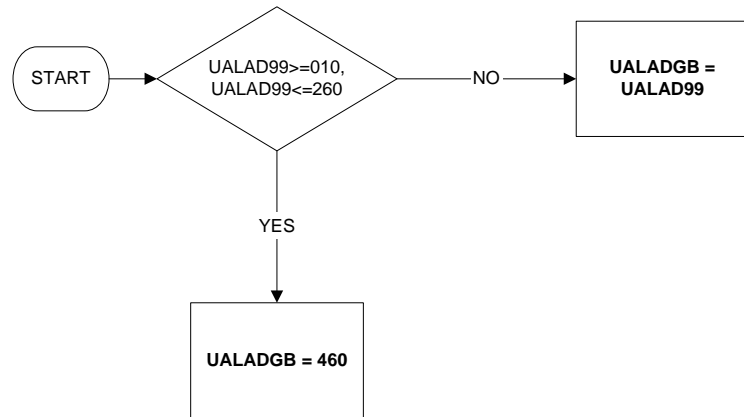 START
UALAD99>=010,
UALAD99<=260
NO
UALADGB =
UALAD99
YES
UALADGB = 460